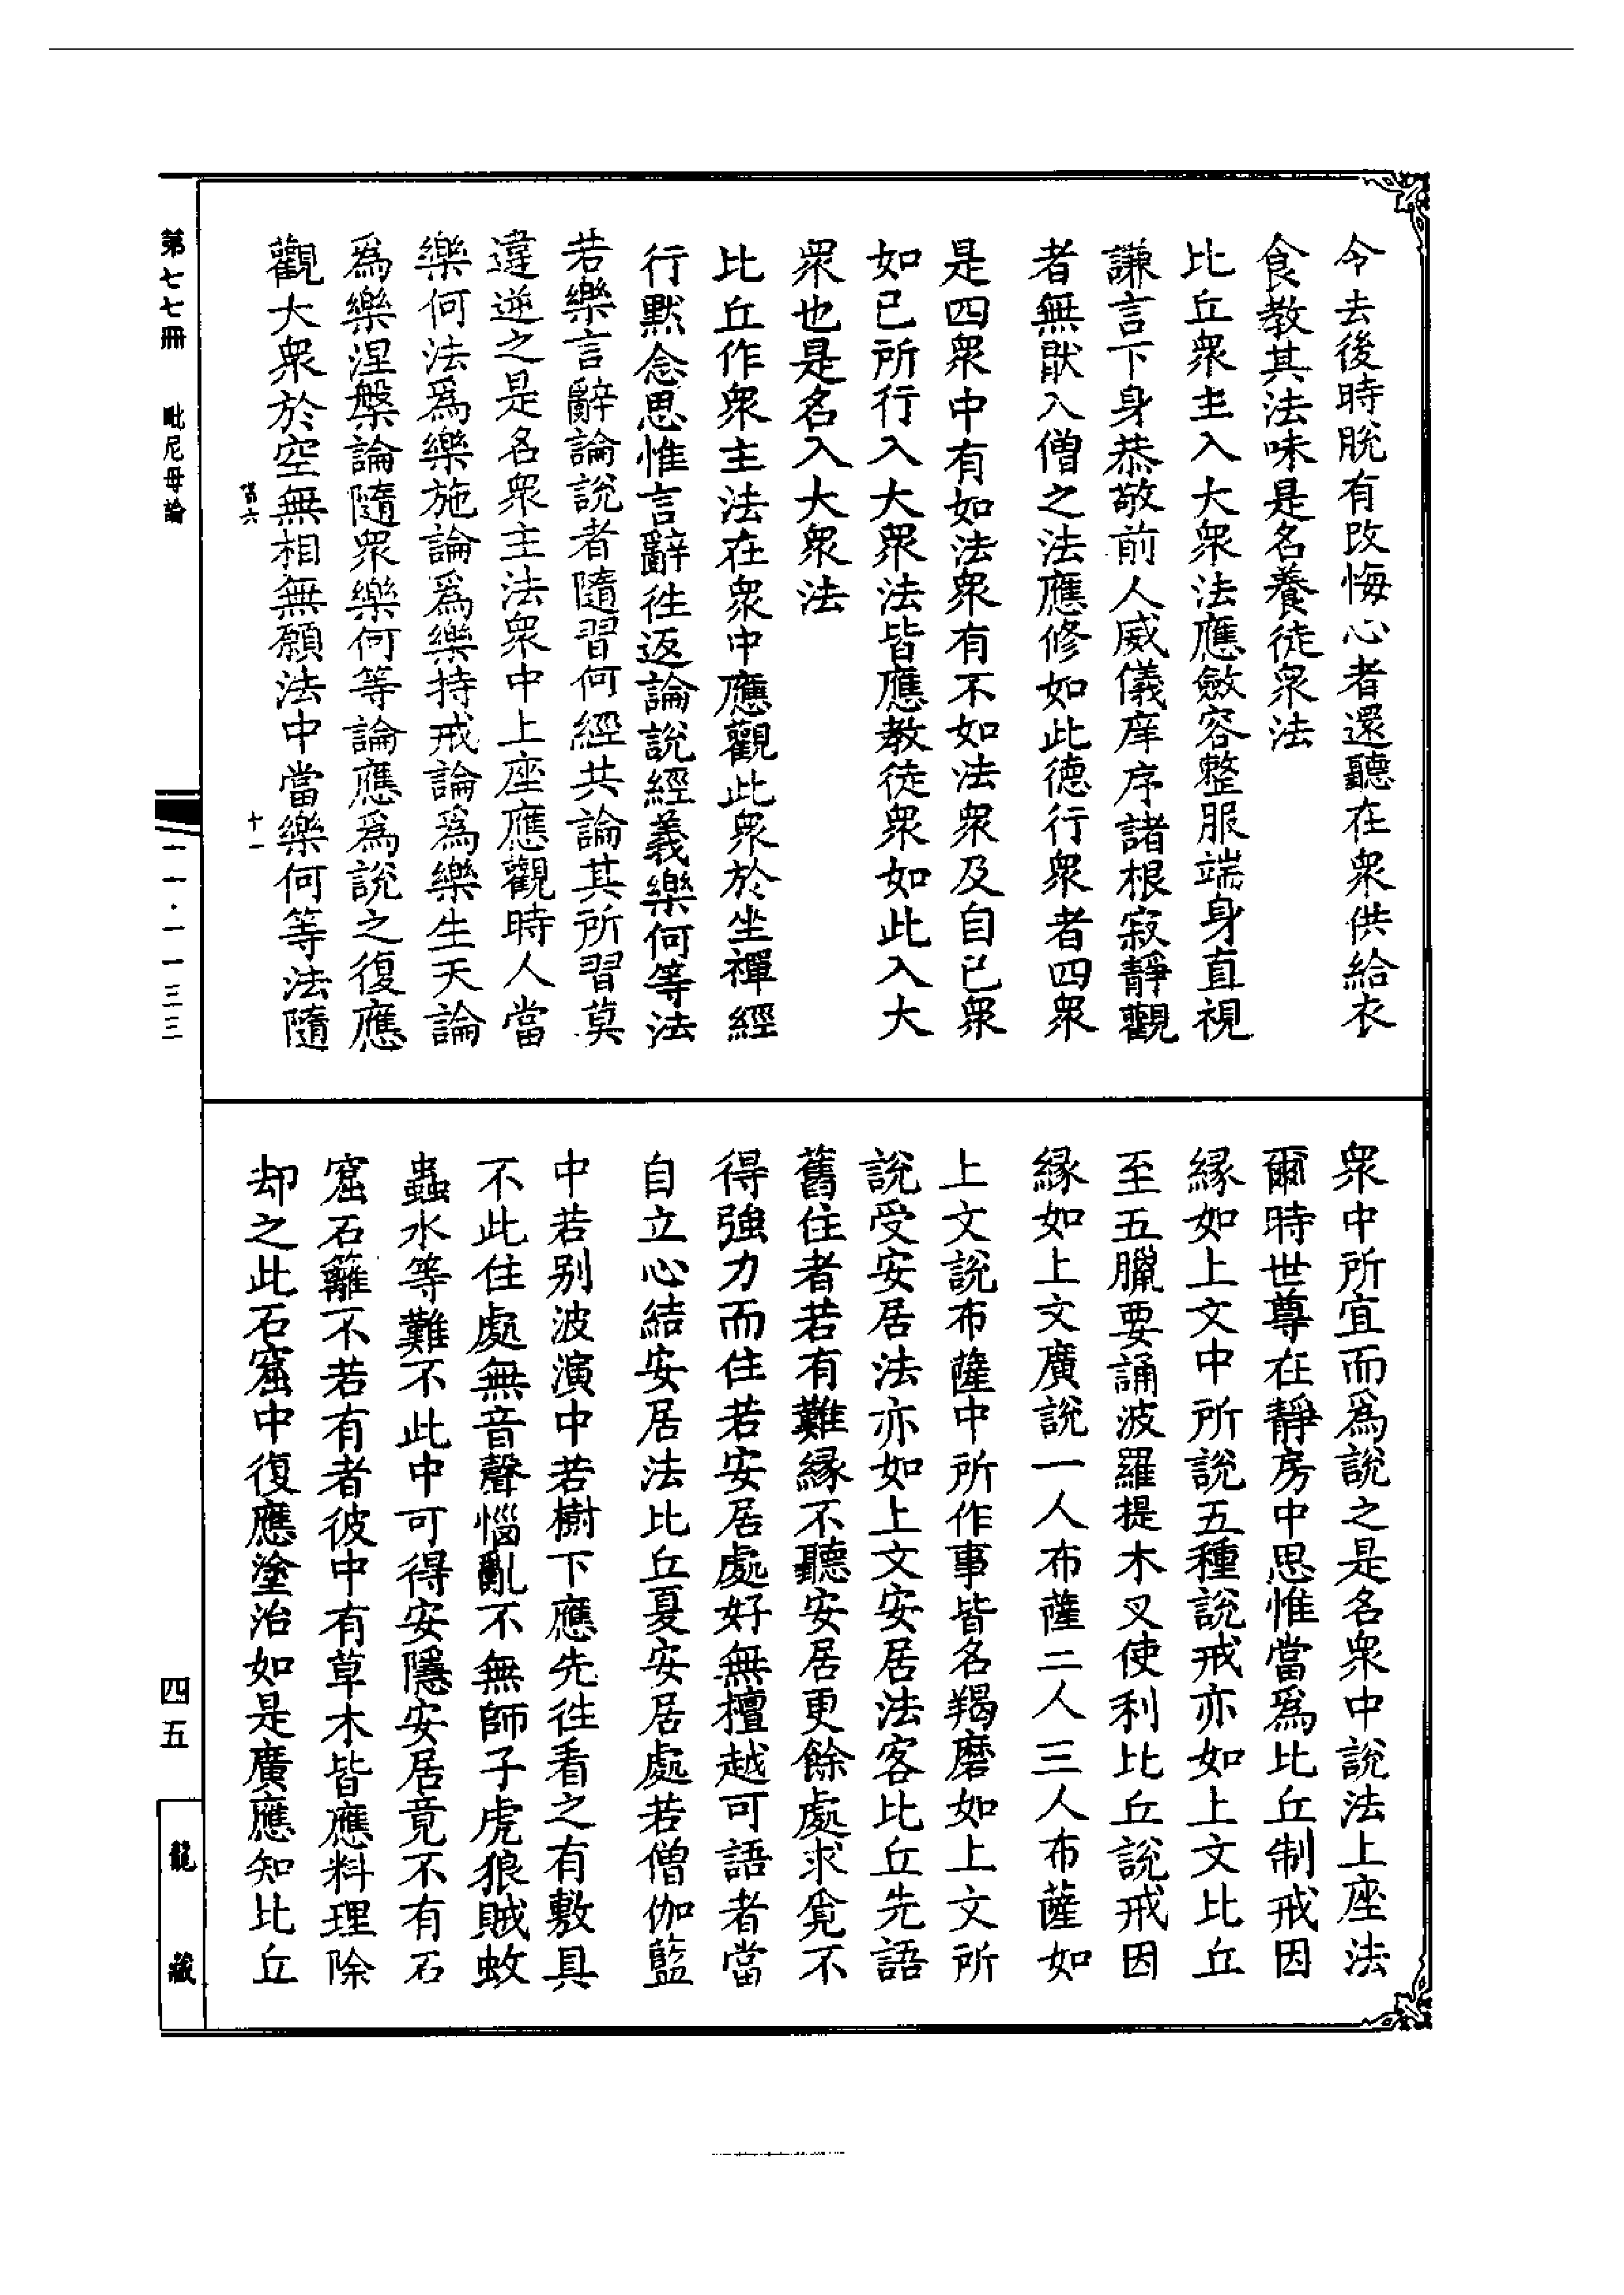 今去後時脫有改悔心者還聽在眾供給衣
食教其法味是名養徒眾法
比丘眾主入大眾法應斂容整服端身直視
謙言下身恭敬前人威儀庠序諸根寂靜觀
者無猒入僧之法應修如此德行眾者四眾
是四眾中有如法眾有不如法眾及自己眾
如己所行入大眾法皆應教徒眾如此入大
眾也是名入大眾法
比丘作眾主法在眾中應觀此眾於坐禪經
行默念思惟言辭往返論說經義樂何等法
若樂言辭論說者隨習何經共論其所習莫
違逆之是名眾主法眾中上座應觀時人當
樂何法爲樂施論爲樂持戒論爲樂生天論
爲樂涅槃論隨眾樂何等論應爲說之復應
觀大眾於空無相無願法中當樂何等法隨
眾中所宜而爲說之是名眾中說法上座法
爾時世尊在靜房中思惟當爲比丘制戒因
緣如上文中所說五種說戒亦如上文比丘
至五臘要誦波羅提木叉使利比丘說戒因
緣如上文廣說一人布薩二人三人布薩如
上文說布薩中所作事皆名羯磨如上文所
說受安居法亦如上文安居法客比丘先語
舊住者若有難緣不聽安居更餘處求覓不
得強力而住若安居處好無檀越可語者當
自立心結安居法比丘夏安居處若僧伽藍
中若別波演中若樹下應先往看之有敷具
不此住處無音聲惱亂不無師子虎狼賊蚊
蟲水等難不此中可得安隱安居竟不有石
窟石籬不若有者彼中有草木皆應料理除
却之此石窟中復應塗治如是廣應知比丘
第七七冊 毗尼母論
卷六 十一
一一·一一三三
四五
龍藏